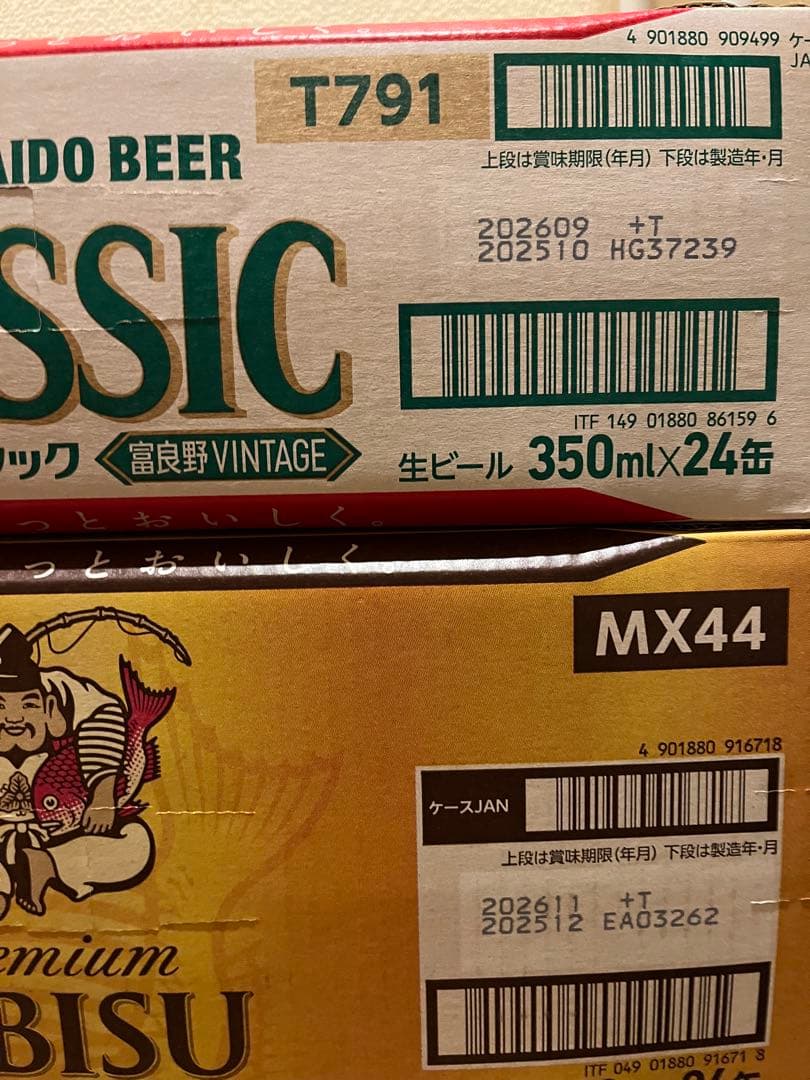 4 901880 909499
T791
上段は賞味期限(年月) 下段は製造年・月
AIDO BEER
202609 +T
202510 HG37239
SSIC
ITF 149 01880 86159 6
ック 富良野VINTAGE
生ビール 350ml×24缶
っとおいしく。
っとおいしく。
MX44
4 901880 916718
ケースJAN
上段は賞味期限(年月) 下段は製造年・月
202611 +T
202512 EA03262
emium
BISU
ITF 049 01880 91671 8